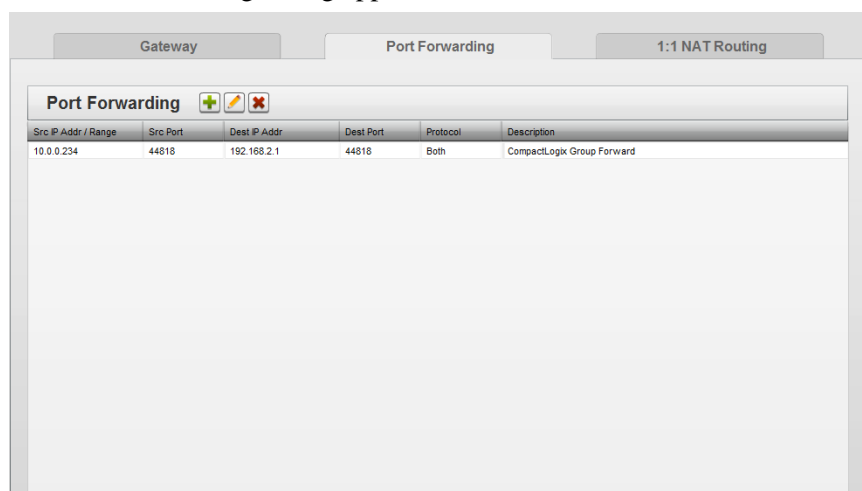 Gateway Port Forwarding 1:1 NAT Routing
Port Forwarding
Src IP Addr / Range Src Port Dest IP Addr Dest Port Protocol Description
10.0.0.234 44818 192.168.2.1 44818 Both CompactLogix Group Forward